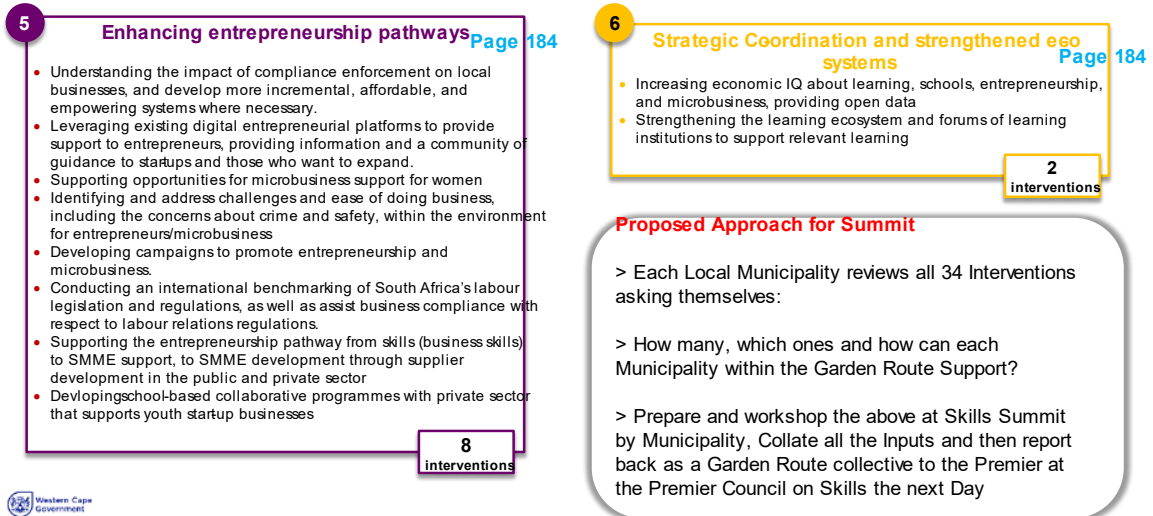 5
Enhancing entrepreneurship pathways
Page 184
• Understanding the impact of compliance enforcement on local
businesses, and develop more incremental, affordable, and
empowering systems where necessary.
• Leveraging existing digital entrepreneurial platforms to provide
support to entrepreneurs, providing information and a community of
guidance to startups and those who want to expand.
• Supporting opportunities for microbusiness support for women
• Identifying and address challenges and ease of doing business,
including the concerns about crime and safety, within the environment
for entrepreneurs/microbusiness
• Developing campaigns to promote entrepreneurship and
microbusiness.
• Conducting an international benchmarking of South Africa's labour
legislation and regulations, as well as assist business compliance with
respect to labour relations regulations.
• Supporting the entrepreneurship pathway from skills (business skills)
to SMME support, to SMME development through supplier
development in the public and private sector
• Devlopingschool-based collaborative programmes with private sector
that supports youth start-up businesses
8
interventions
Western Cape
Government
6
Strategic Coordination and strengthened eco
systems
Page 184
• Increasing economic IQ about learning, schools, entrepreneurship,
and microbusiness, providing open data
• Strengthening the learning ecosystem and forums of learning
institutions to support relevant learning
2
interventions
Proposed Approach for Summit
> Each Local Municipality reviews all 34 Interventions
asking themselves:
> How many, which ones and how can each
Municipality within the Garden Route Support?
> Prepare and workshop the above at Skills Summit
by Municipality, Collate all the Inputs and then report
back as a Garden Route collective to the Premier at
the Premier Council on Skills the next Day